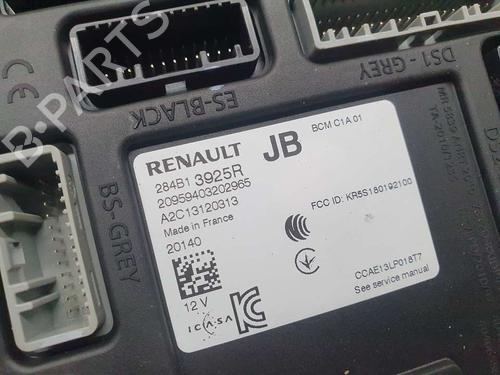 B-PARTS
ES-BLACK
DS1-GREY
BS-GREY
RENAULT
JB
BCM C1A 01
284B1 3925R
20959403202965
A2C13120313
Made in France
20140
FCC ID: KR5S180192100
12 V
ICASA
CCAE13LP018T7
See service manual